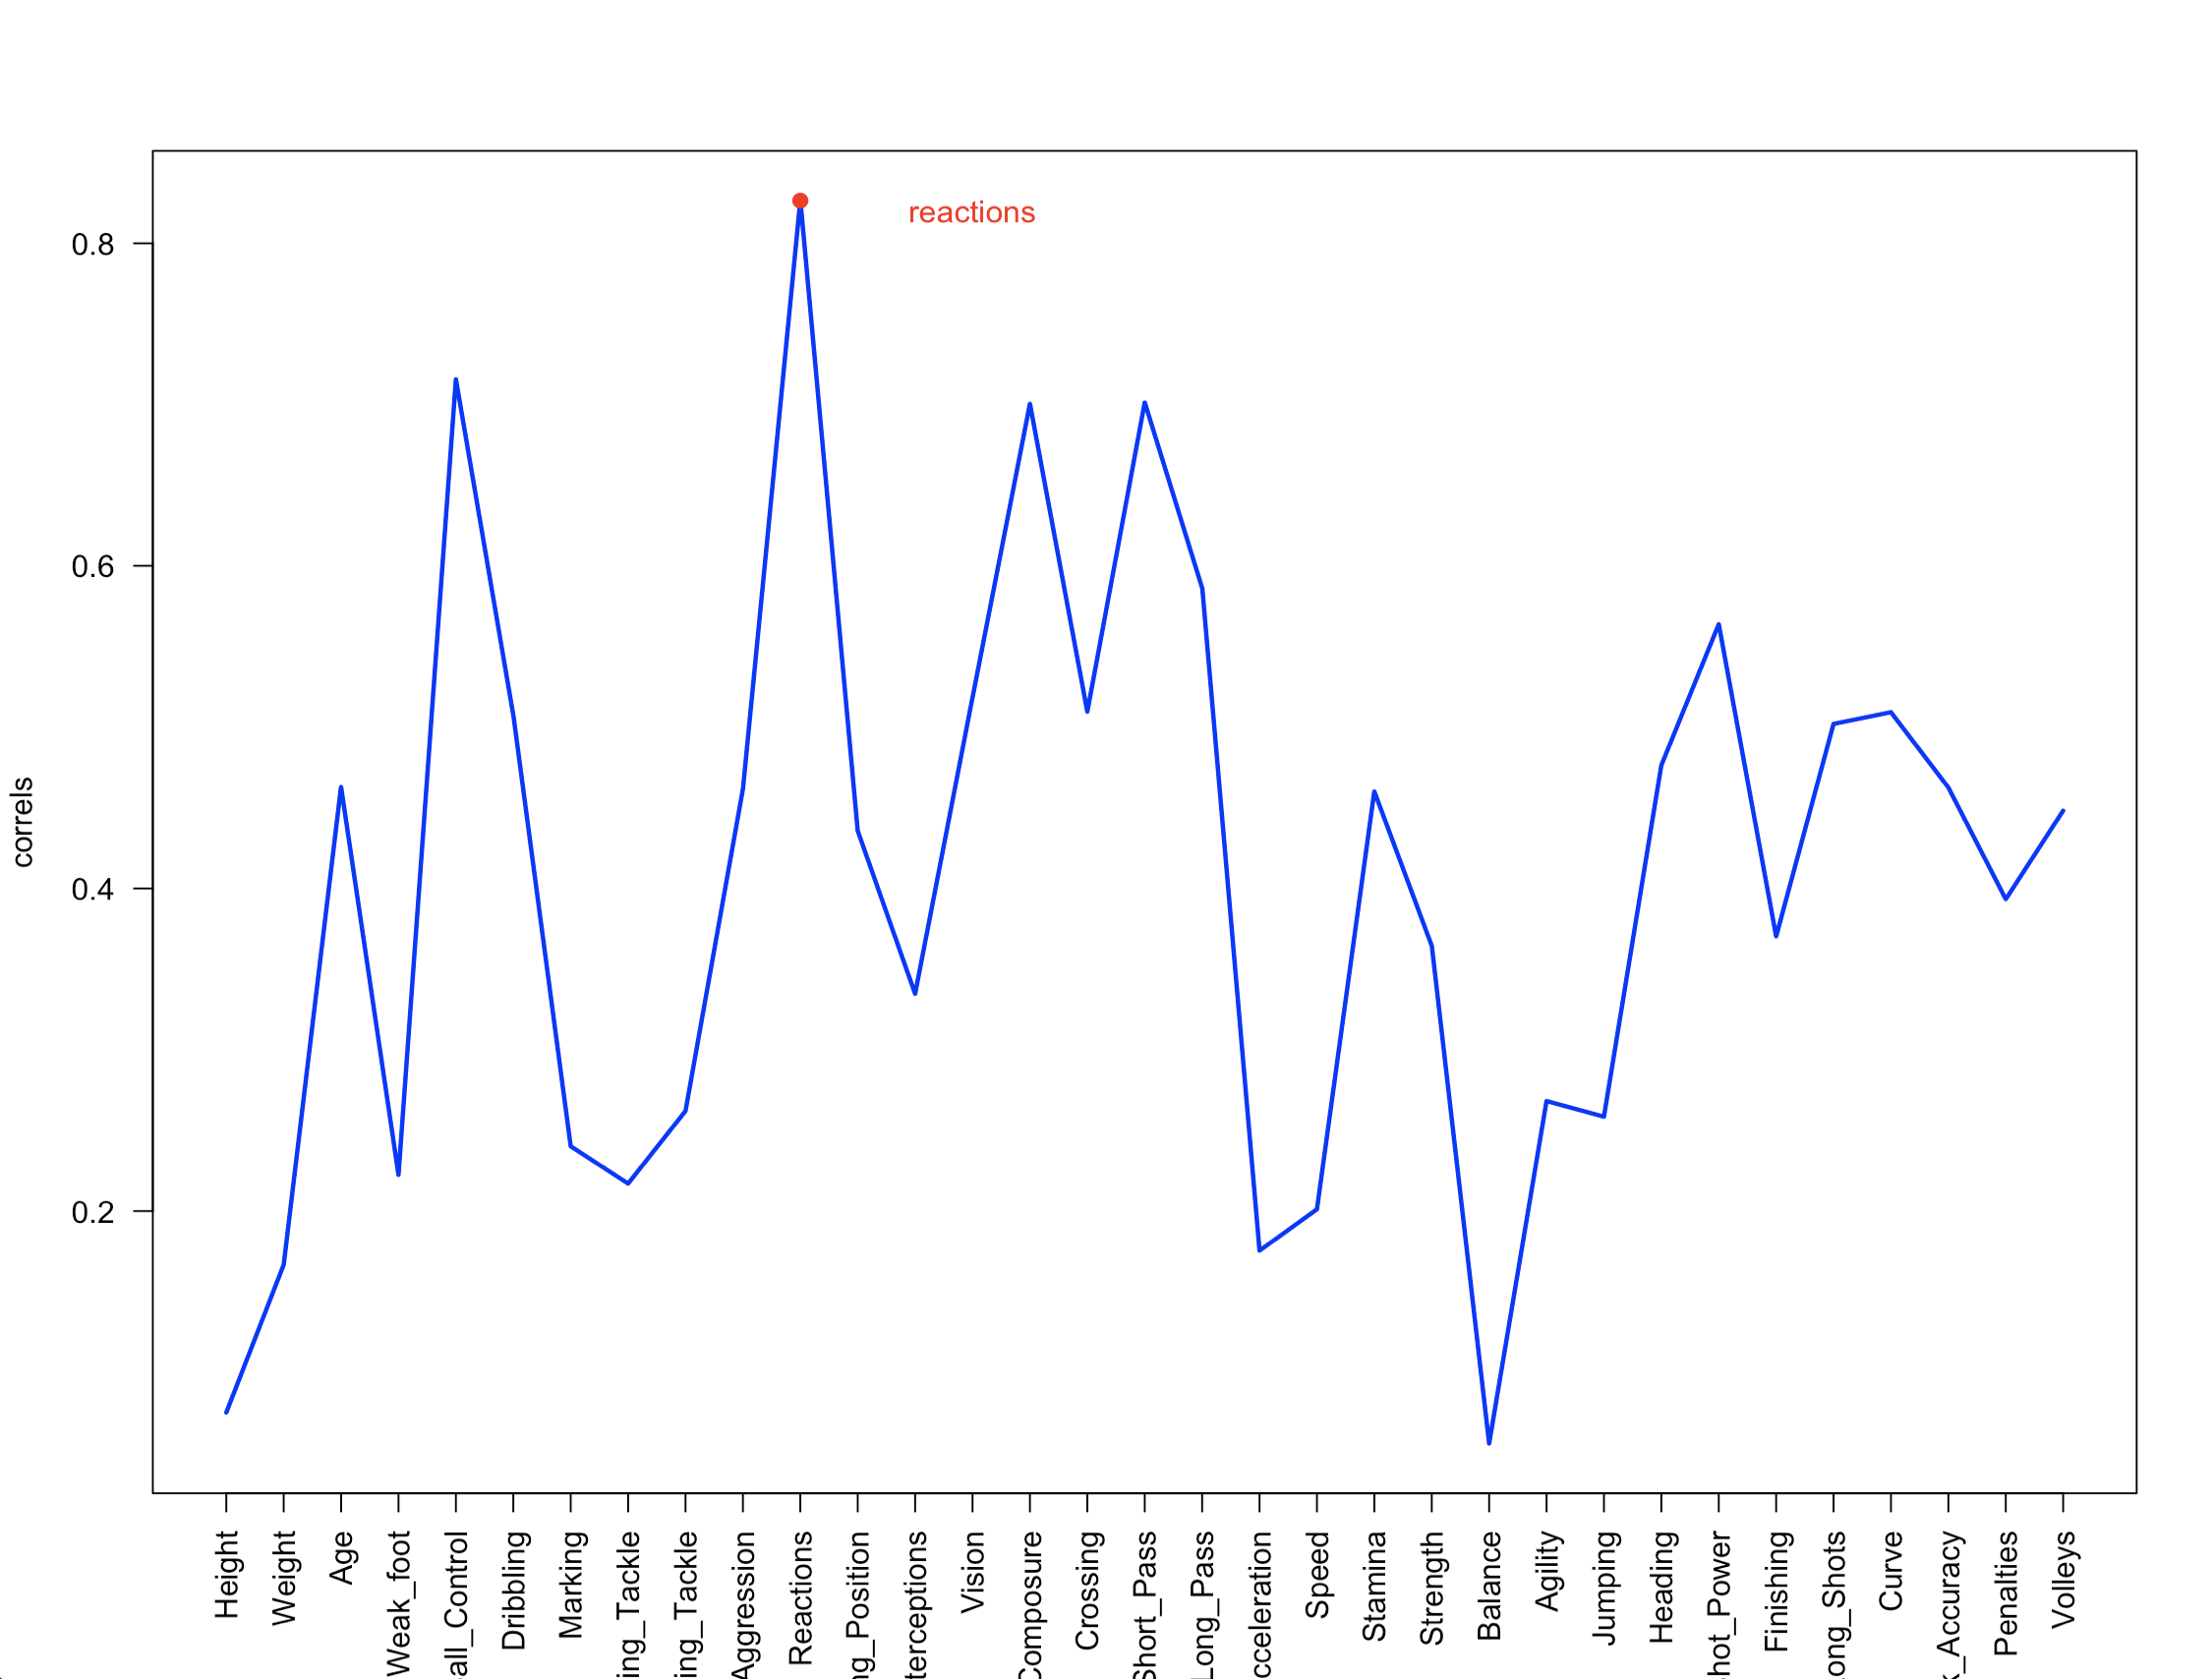 reactions
0.8
0.6
0.4
0.2
correls
Height
Weight
Age
Weak_foot
all_Control
Dribbling
Marking
ing_Tackle
ing_Tackle
Aggression
Reactions
ng_Position
terceptions
Vision
Composure
Crossing
Short_Pass
Long_Pass
cceleration
Speed
Stamina
Strength
Balance
Agility
Jumping
Heading
hot_Power
Finishing
ong_Shots
Curve
_Accuracy
Penalties
Volleys